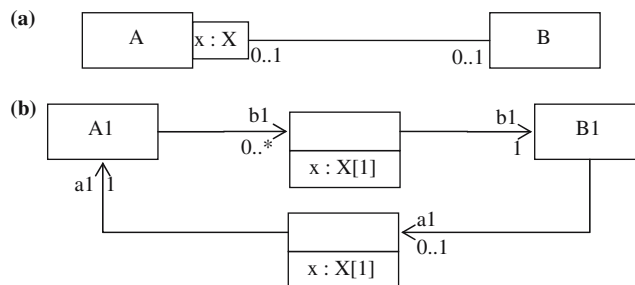 (a)
A
x : X
B
0..1
0..1
(b)
A1
b1
0..*
x : X[1]
b1
1
B1
a1
1
a1
0..1
x : X[1]